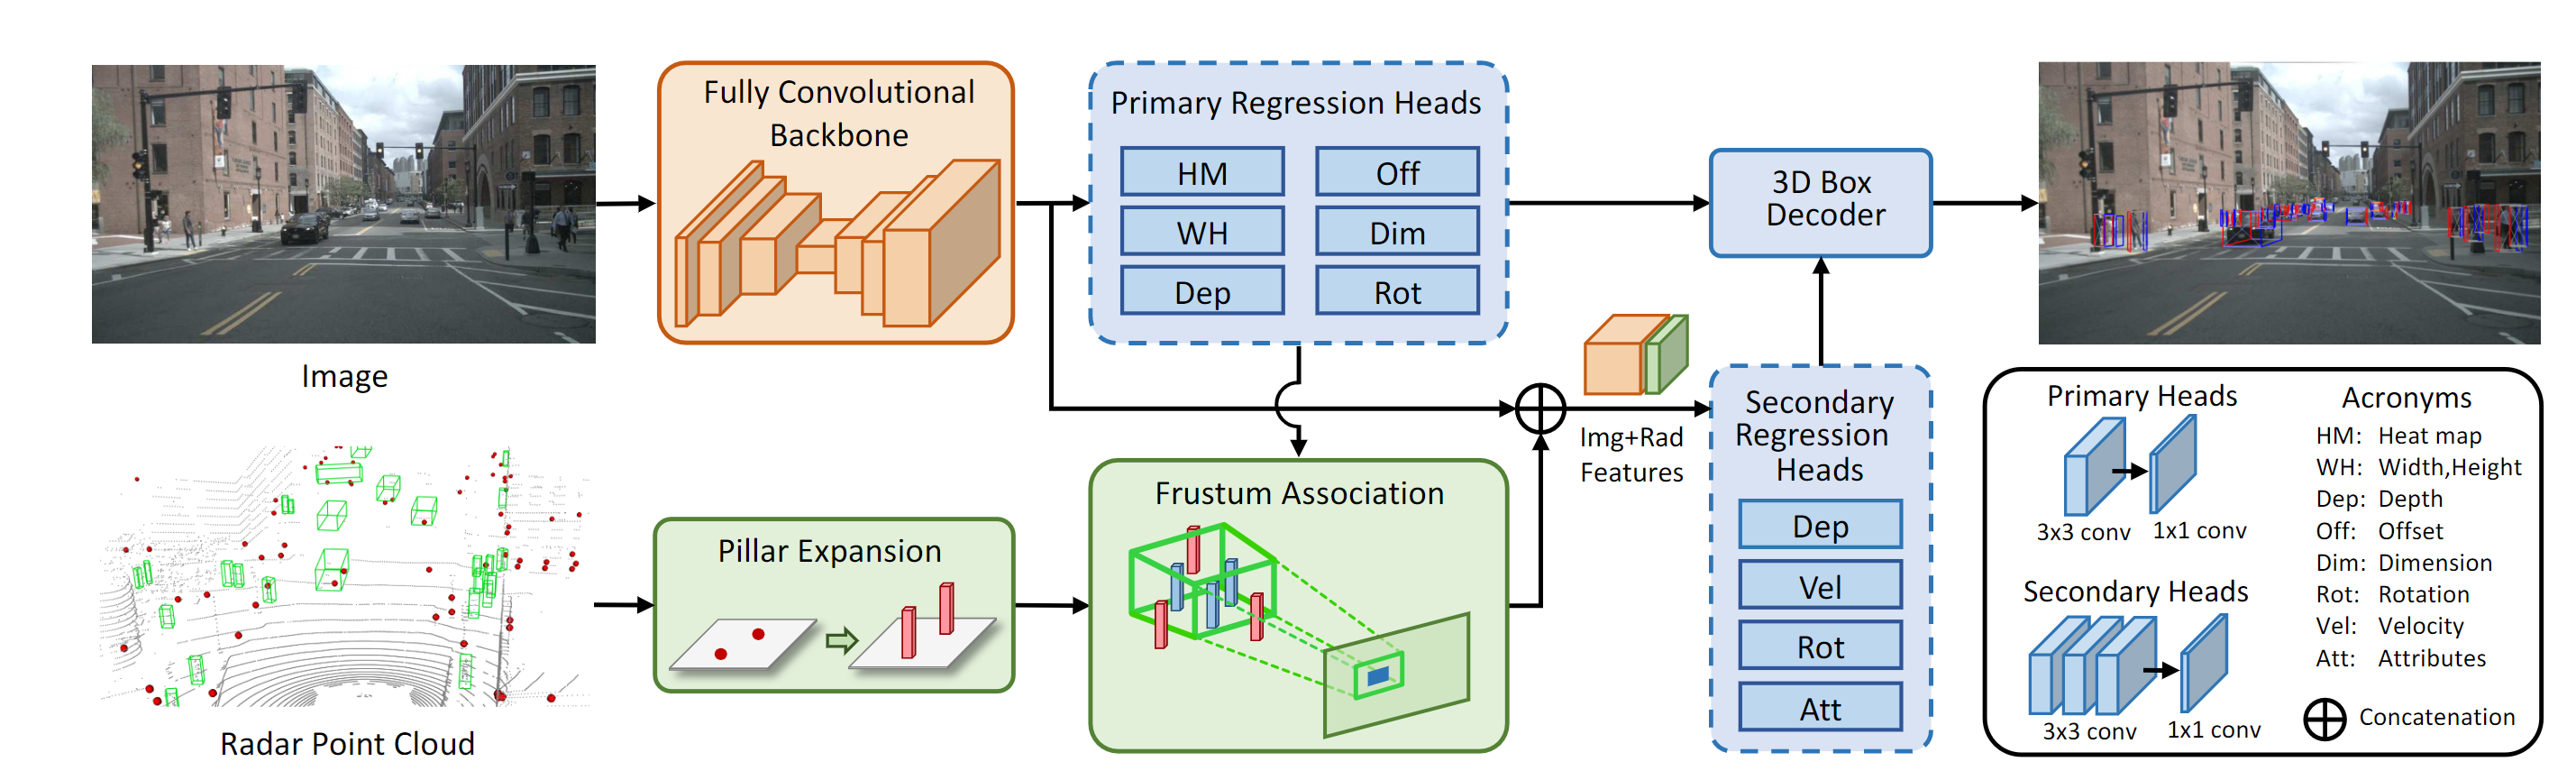 Image
Radar Point Cloud
Fully Convolutional
Backbone
Pillar Expansion
Primary Regression Heads
HM
Off
WH
Dim
Dep
Rot
Frustum Association
Img+Rad
Features
3D Box
Decoder
Secondary
Regression
Heads
Dep
Vel
Rot
Att
Primary Heads
3x3 conv
1x1 conv
Secondary Heads
3x3 conv
1x1 conv
Acronyms
HM: Heat map
WH: Width,Height
Dep: Depth
Off: Offset
Dim: Dimension
Rot: Rotation
Vel: Velocity
Att: Attributes
Concatenation